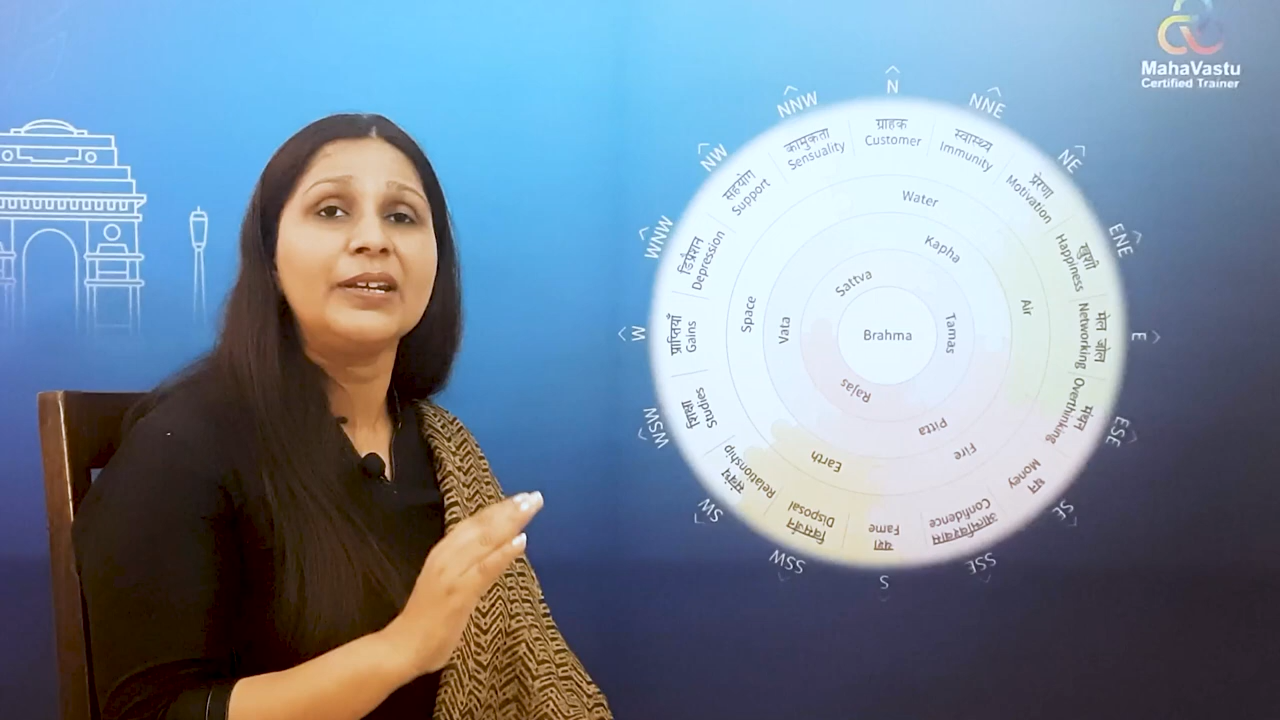 MahaVastu
Certified Trainer
N
NNE
NE
ENE
E
ESE
SE
SSE
S
SSW
SW
WSW
W
WNW
NW
NNW
ग्राहक
Customer
स्वास्थ्य
Immunity
प्रेरणा
Motivation
खुशी
Happiness
मेल जोल
Networking
मंथन
Overthinking
धन
Money
आत्मविश्वास
Confidence
यश
Fame
विसर्जन
Disposal
संबंध
Relationship
शिक्षा
Studies
प्राप्तियाँ
Gains
डिप्रैशन
Depression
सहयोग
Support
कामुकता
Sensuality
Water
Air
Fire
Earth
Space
Kapha
Pitta
Vata
Sattva
Tamas
Rajas
Brahma